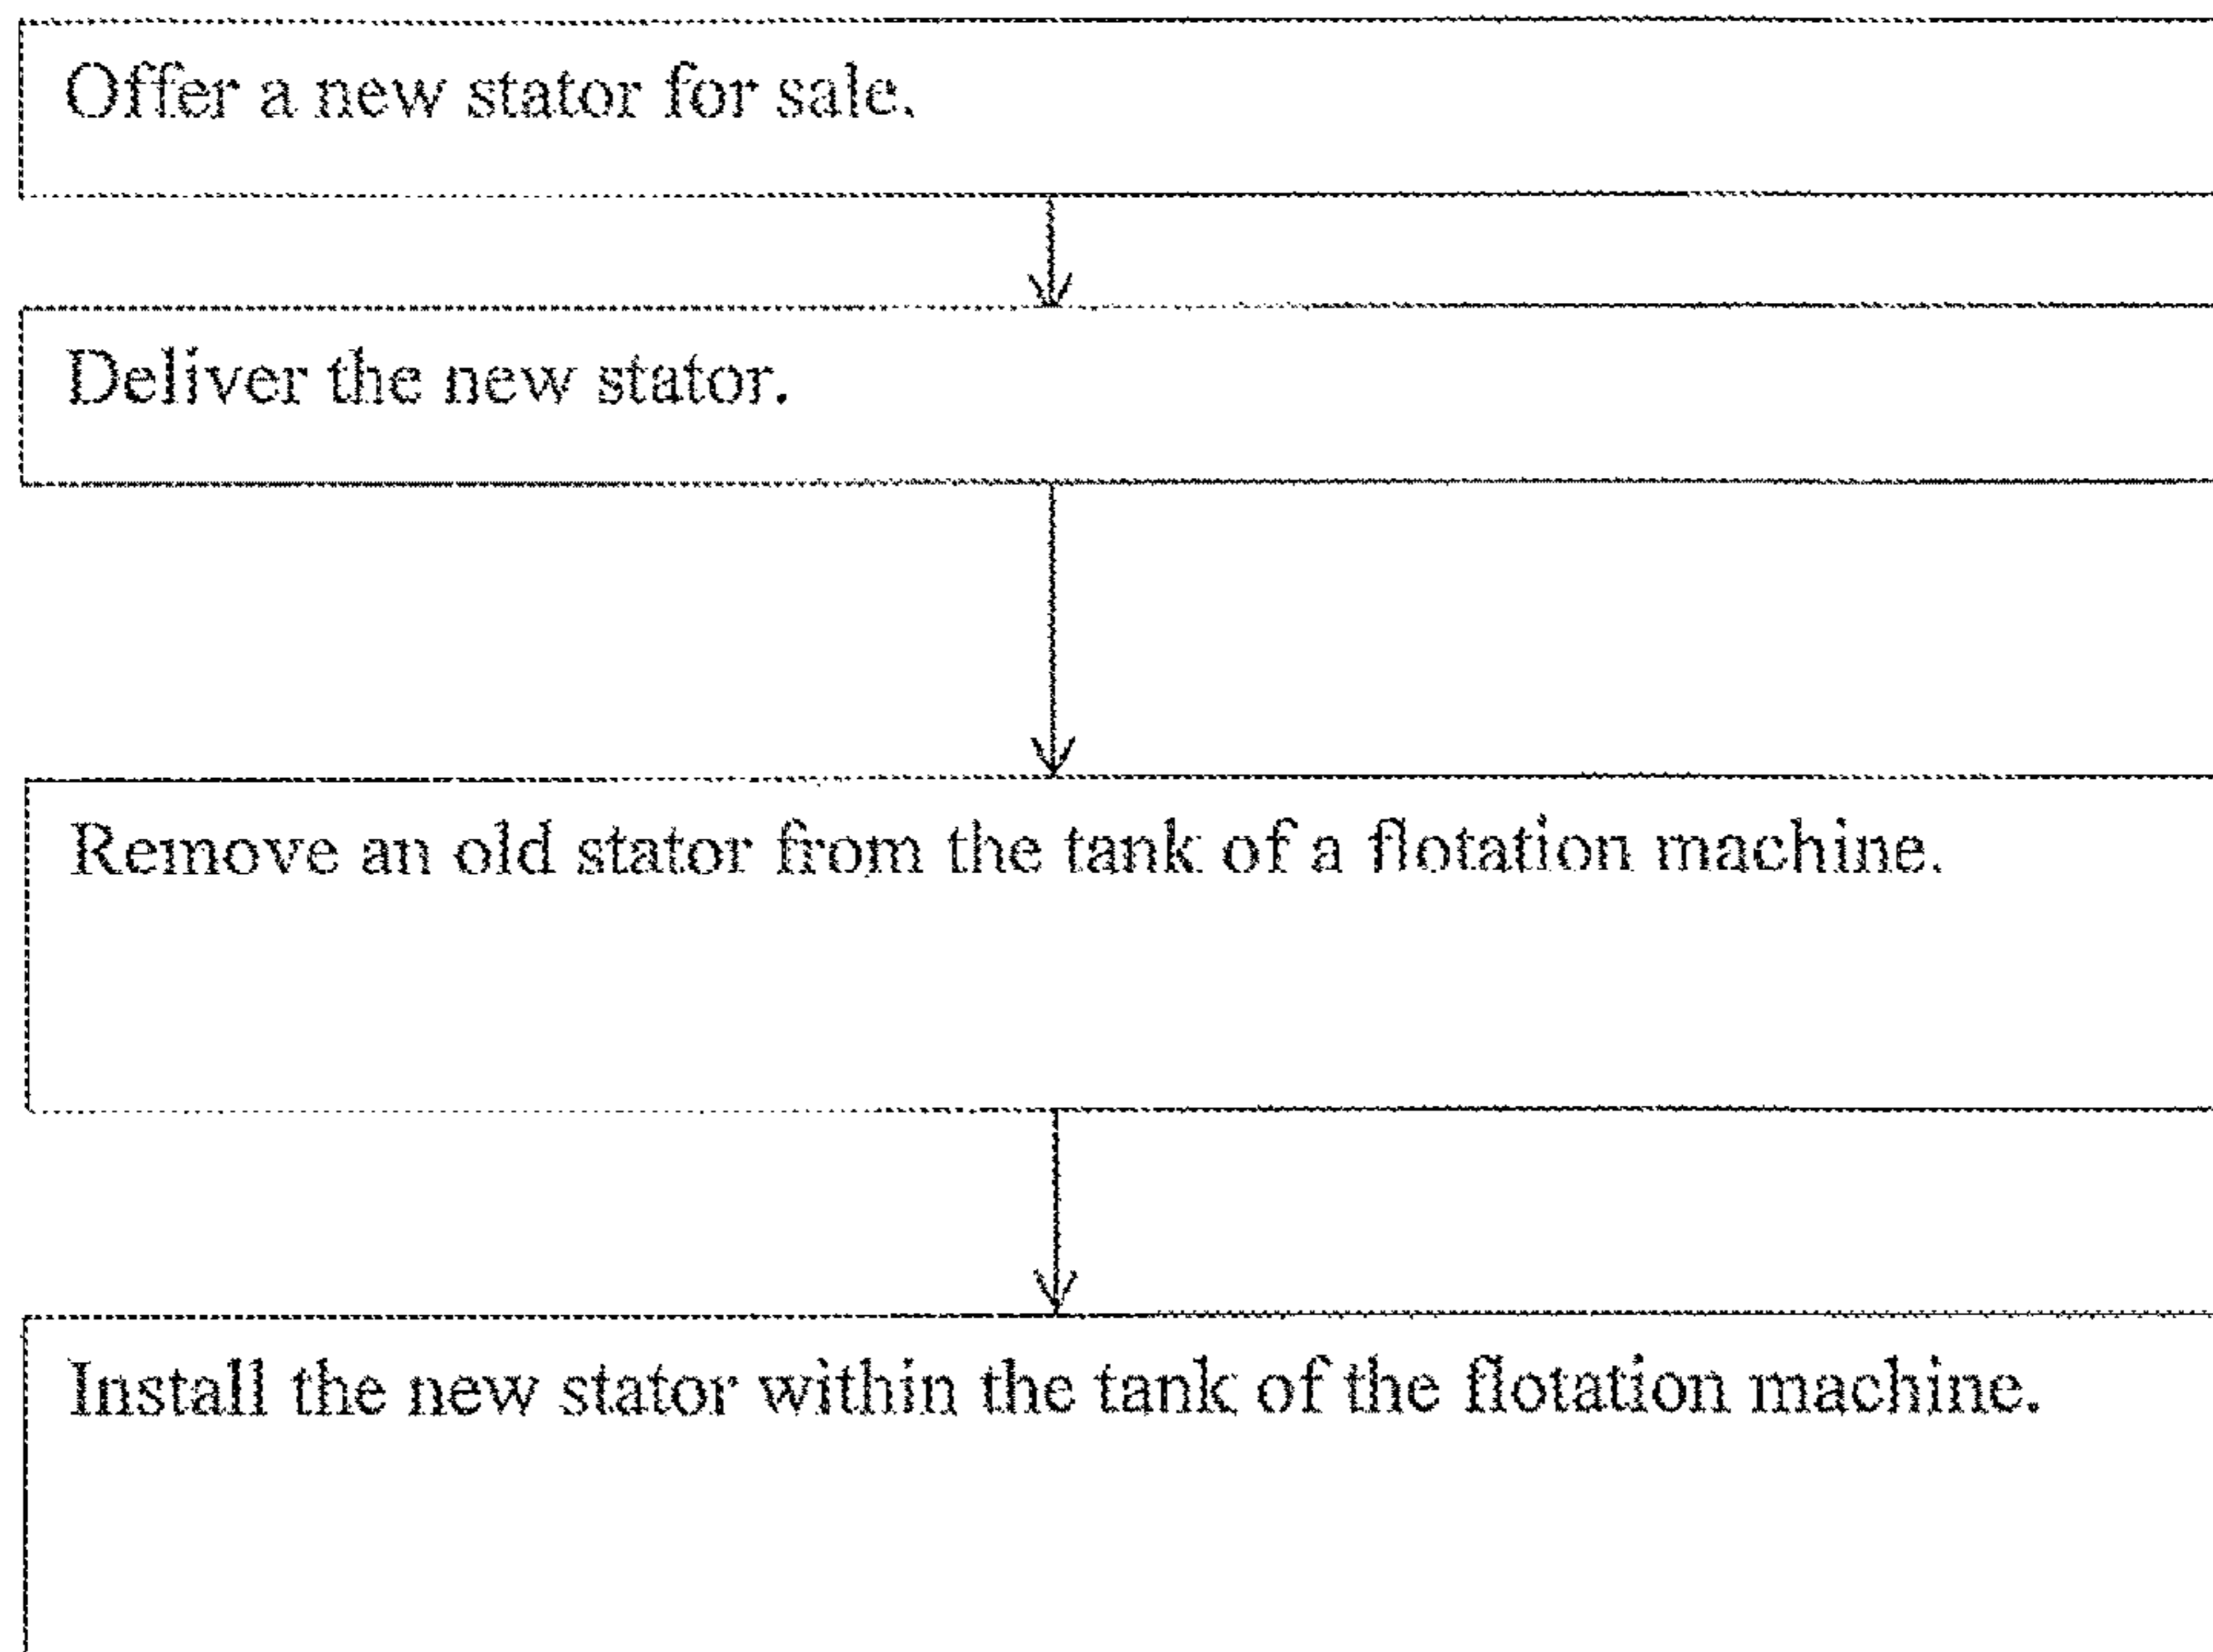 Offer a new stator for sale.
Deliver the new stator.
Remove an old stator from the tank of a flotation machine.
Install the new stator within the tank of the flotation machine.